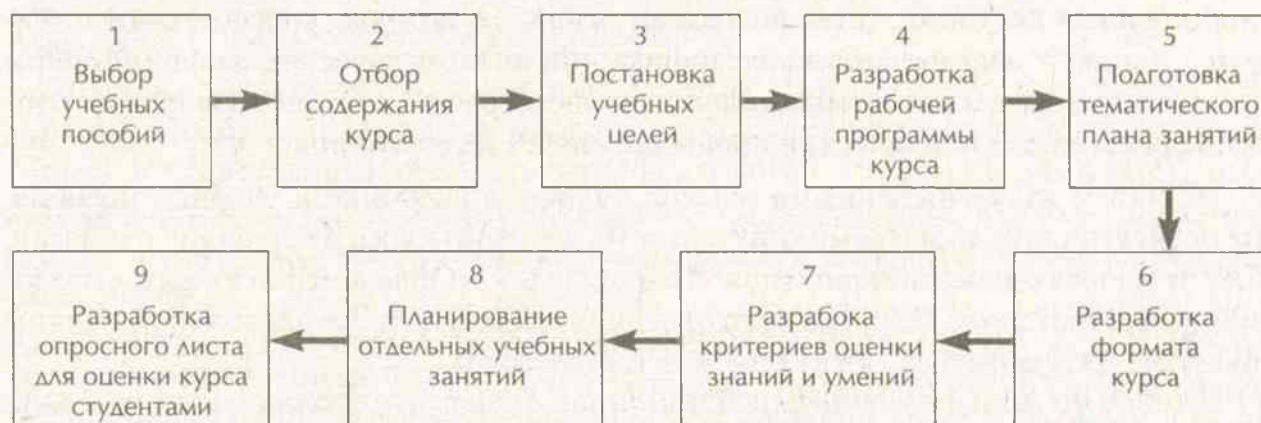 1
Выбор
учебных
пособий
2
Отбор
содержания
курса
3
Постановка
учебных
целей
4
Разработка
рабочей
программы
курса
5
Подготовка
тематического
плана занятий
6
Разработка
формата
курса
7
Разрабока
критериев оценки
знаний и умений
8
Планирование
отдельных учебных
занятий
9
Разработка
опросного листа
для оценки курса
студентами